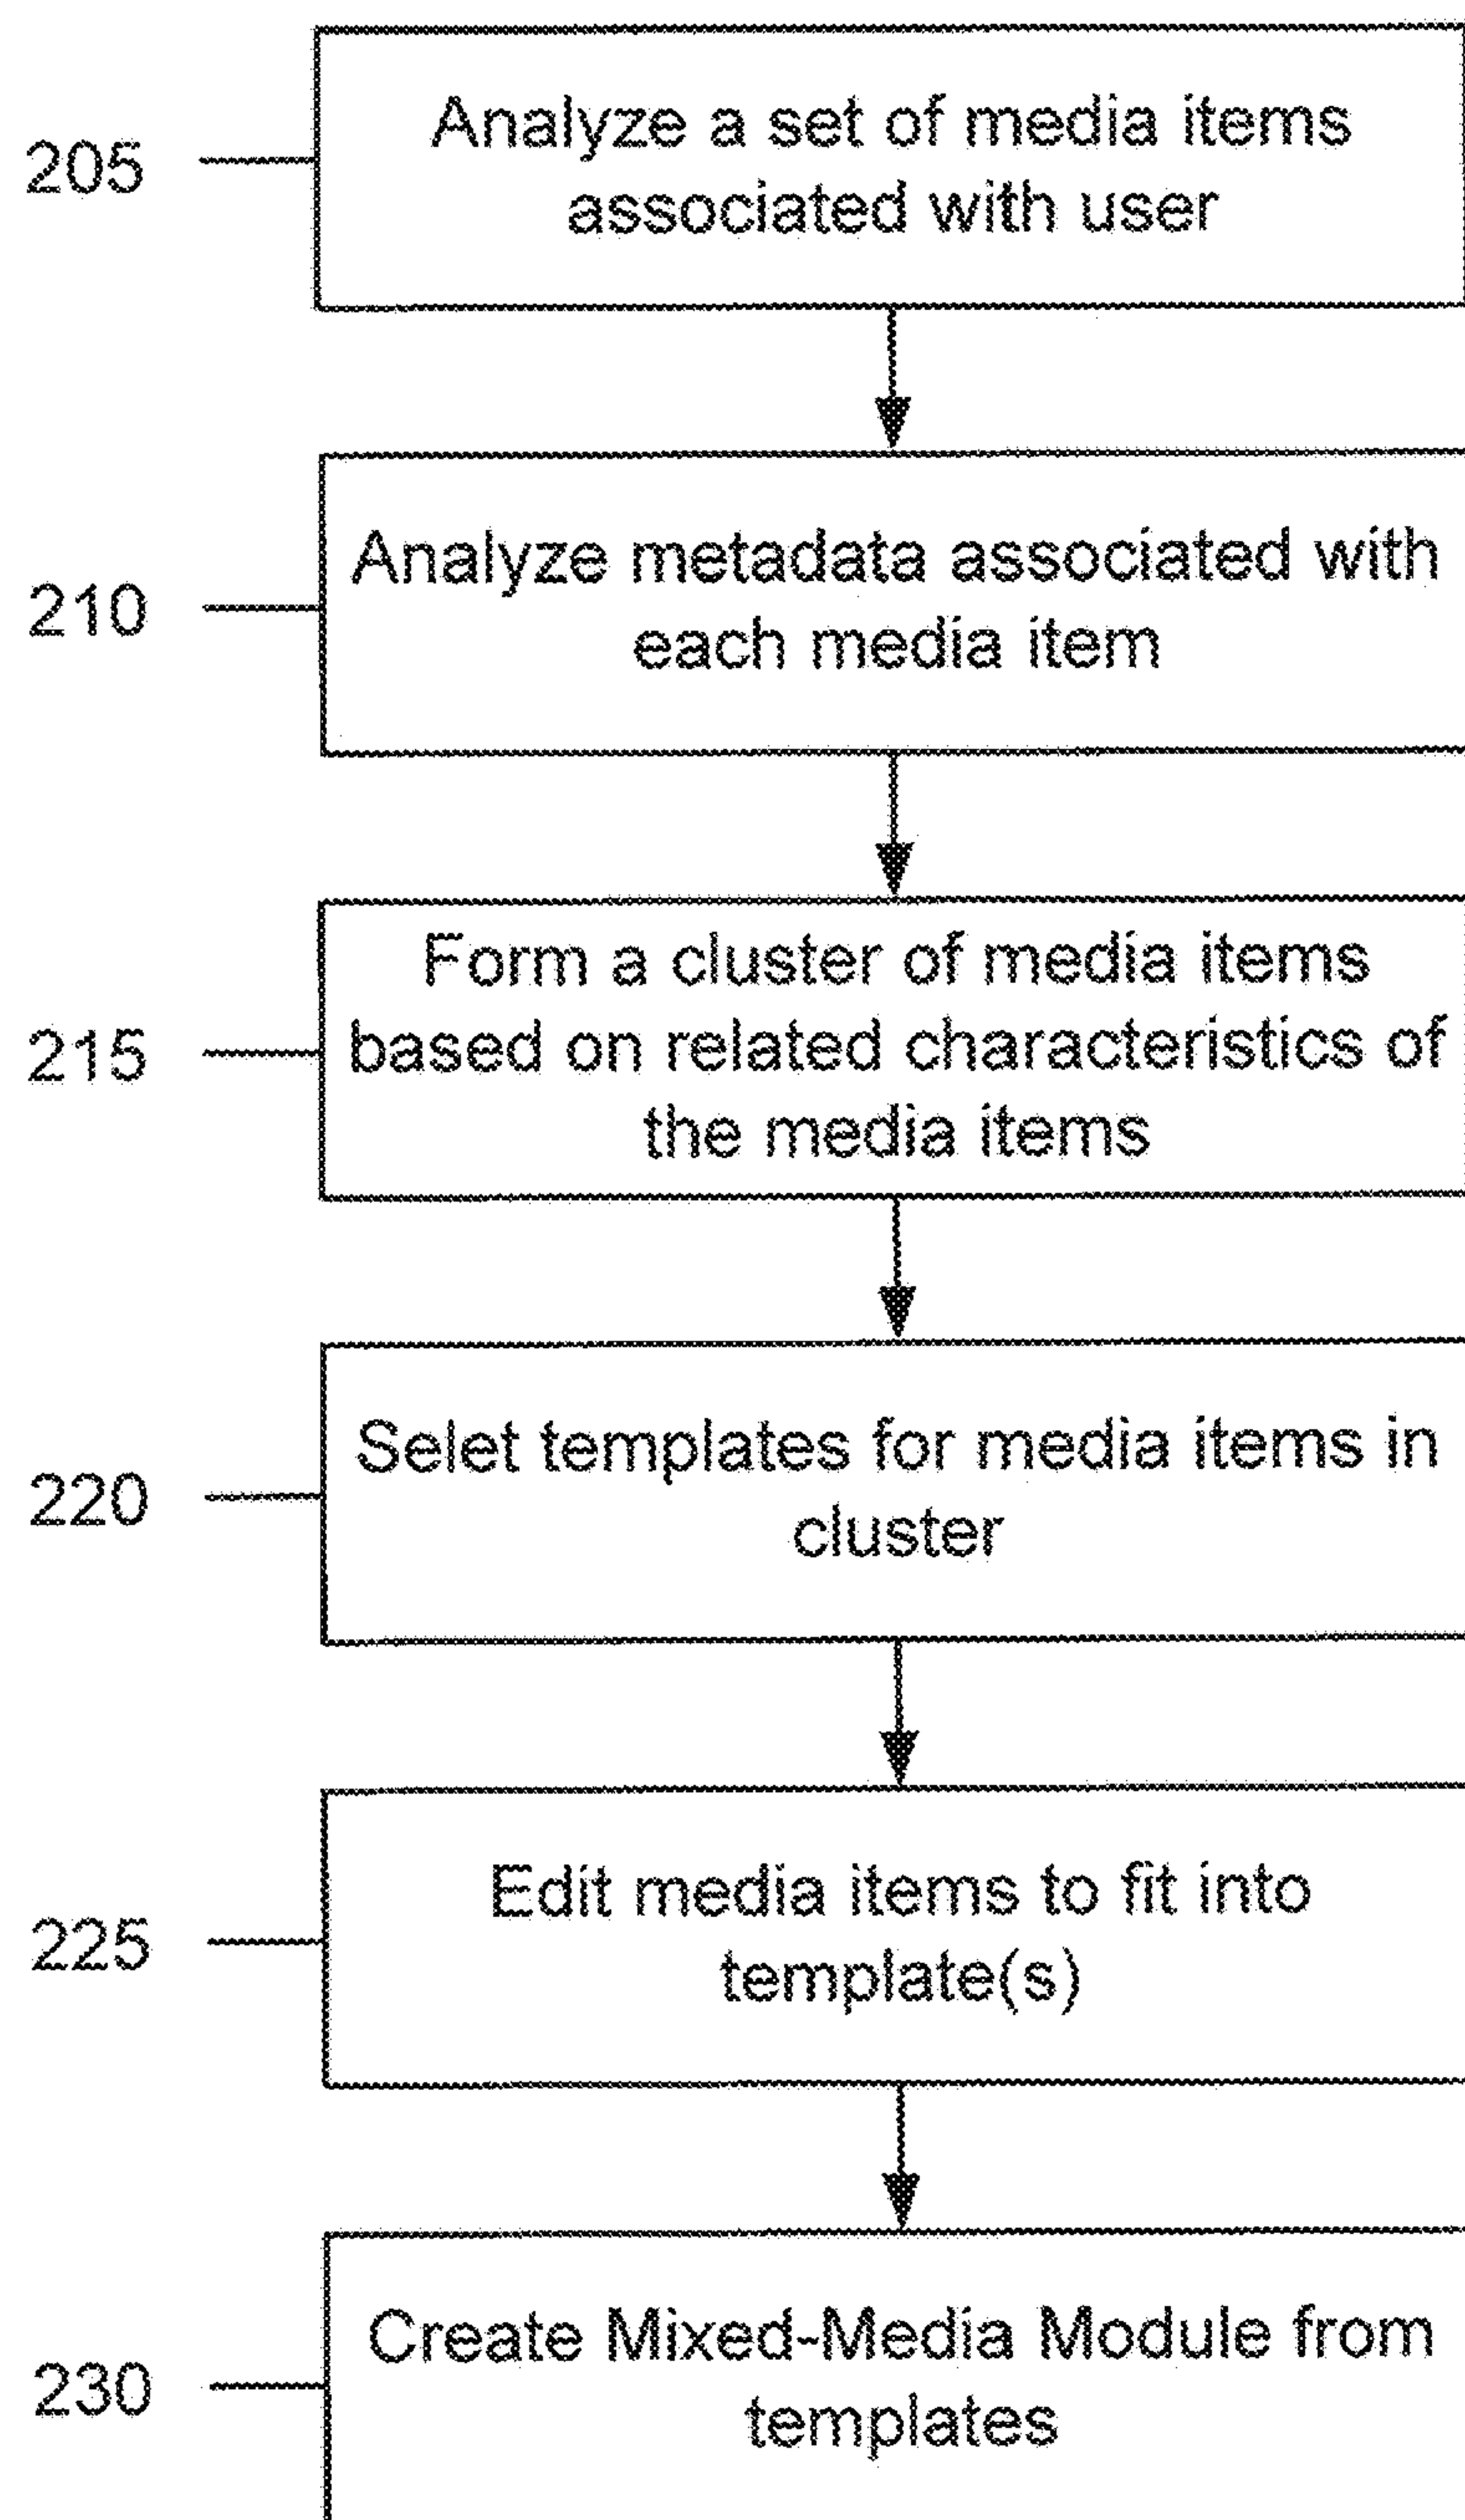 205
Analyze a set of media items
associated with user
210
Analyze metadata associated with
each media item
215
Form a cluster of media items
based on related characteristics of
the media items
220
Selet templates for media items in
cluster
225
Edit media items to fit into
template(s)
230
Create Mixed-Media Module from
templates